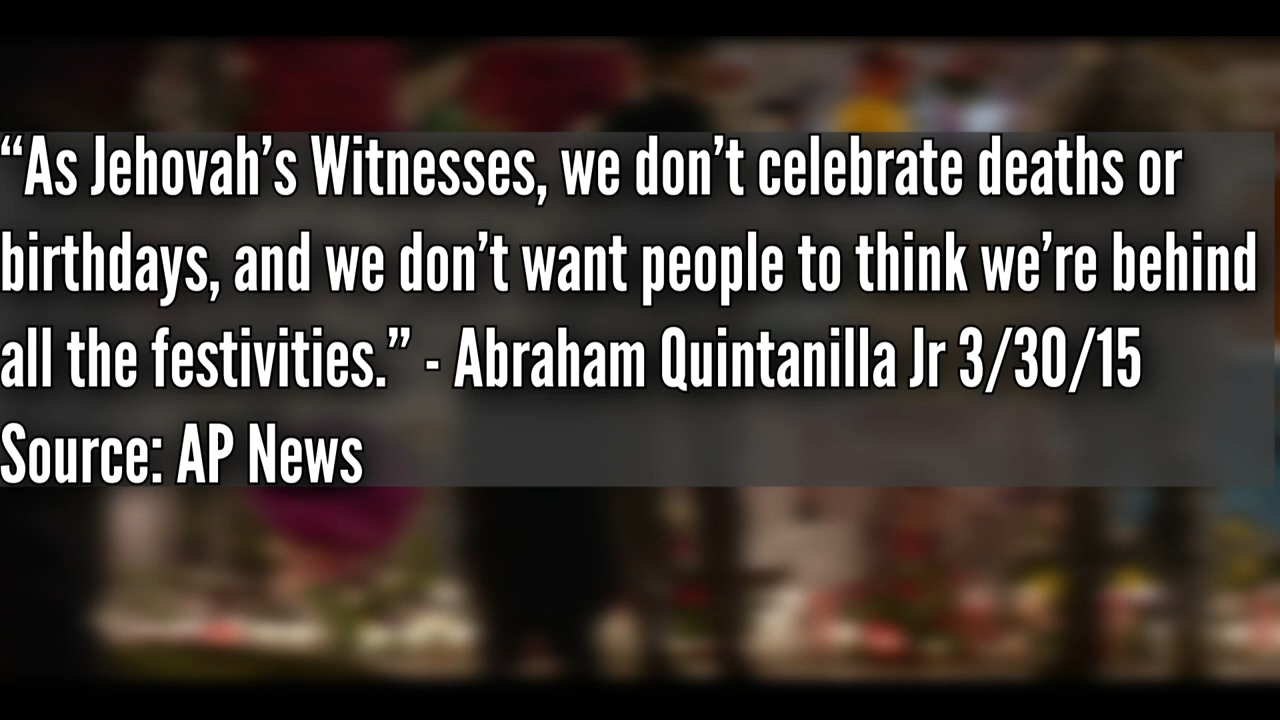 “As Jehovah’s Witnesses, we don’t celebrate deaths or
birthdays, and we don’t want people to think we’re behind
all the festivities.” - Abraham Quintanilla Jr 3/30/15
Source: AP News